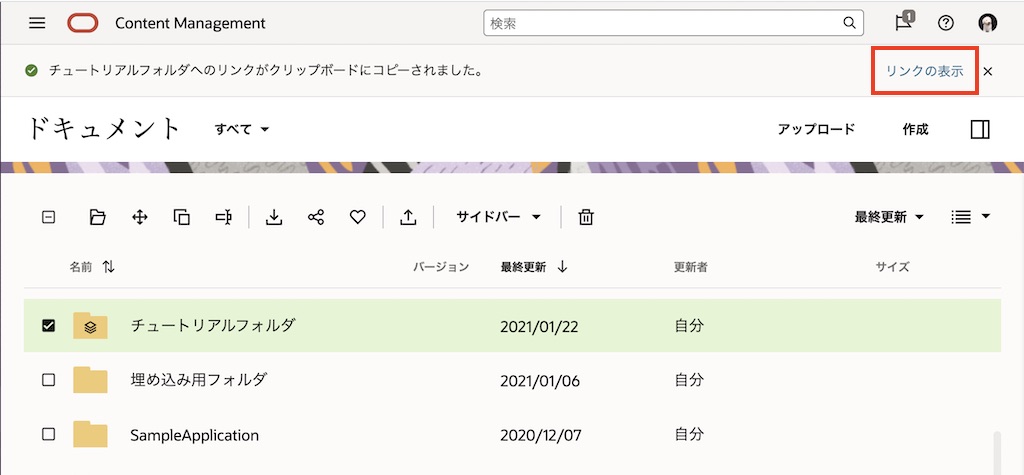 Content Management
検索
1
チュートリアルフォルダへのリンクがクリップボードにコピーされました。
リンクの表示
ドキュメント
すべて
アップロード
作成
サイドバー
最終更新
名前
バージョン
最終更新
更新者
サイズ
チュートリアルフォルダ
2021/01/22
自分
埋め込み用フォルダ
2021/01/06
自分
SampleApplication
2020/12/07
自分